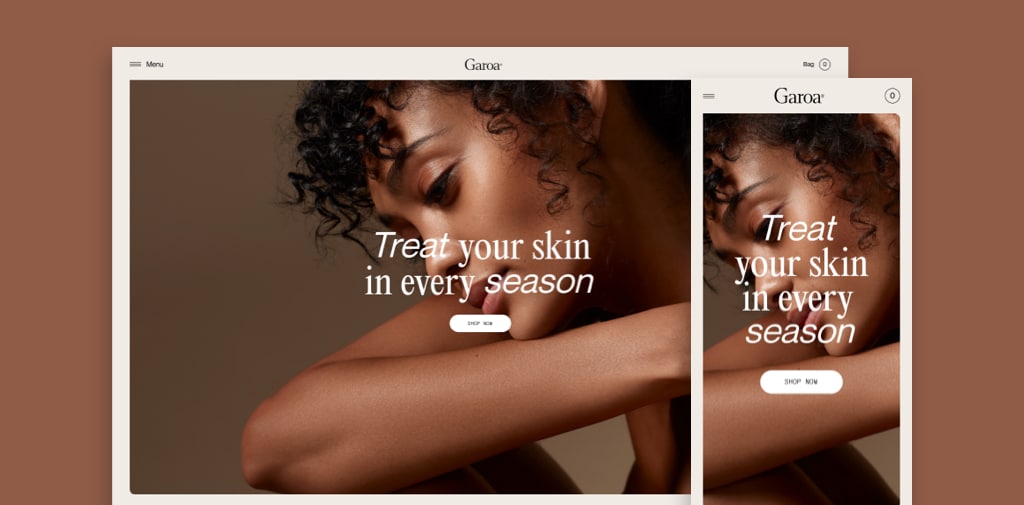 Menu
Garoa®
Bag 0
Treat your skin
in every season
SHOP NOW
Garoa®
0
Treat
your skin
in every
season
SHOP NOW